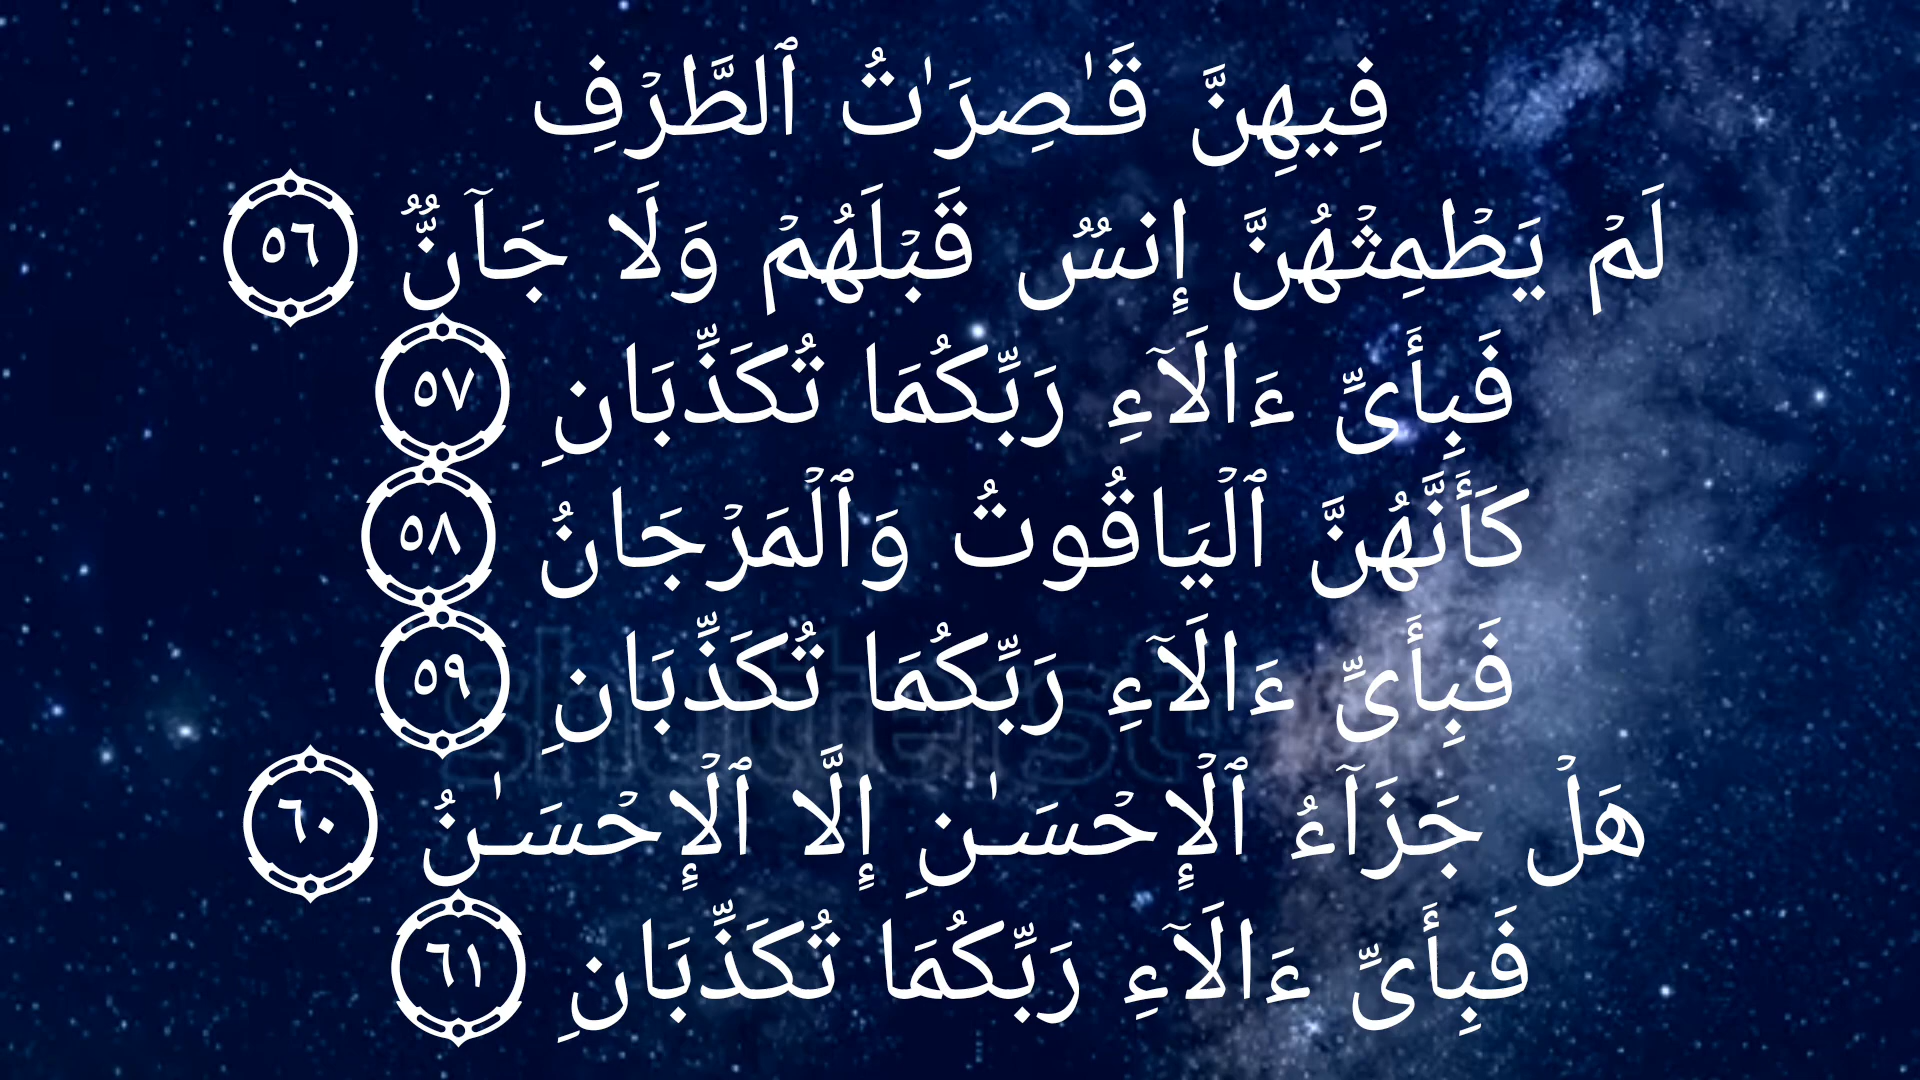 فِيهِنَّ قَـٰصِرَٰتُ ٱلطَّرْفِ
لَمْ يَطْمِثْهُنَّ إِنسٌ قَبْلَهُمْ وَلَا جَآنٌّ ٥٦
فَبِأَىِّ ءَالَآءِ رَبِّكُمَا تُكَذِّبَانِ ٥٧
كَأَنَّهُنَّ ٱلْيَاقُوتُ وَٱلْمَرْجَانُ ٥٨
فَبِأَىِّ ءَالَآءِ رَبِّكُمَا تُكَذِّبَانِ ٥٩
هَلْ جَزَآءُ ٱلْإِحْسَـٰنِ إِلَّا ٱلْإِحْسَـٰنُ ٦٠
فَبِأَىِّ ءَالَآءِ رَبِّكُمَا تُكَذِّبَانِ ٦١